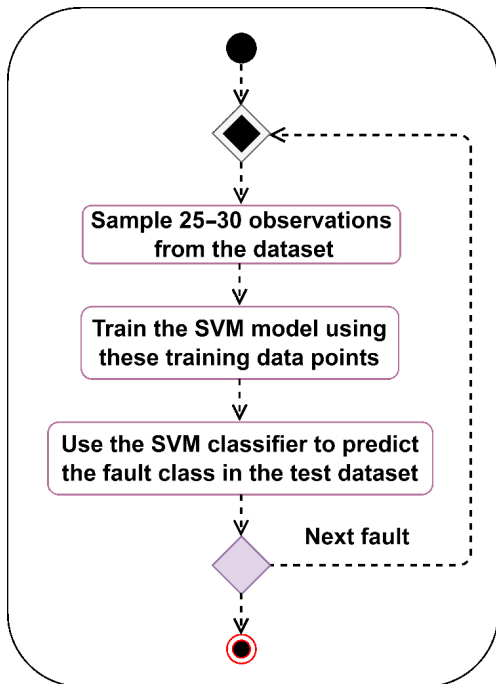 Sample 25–30 observations
from the dataset
Train the SVM model using
these training data points
Use the SVM classifier to predict
the fault class in the test dataset
Next fault